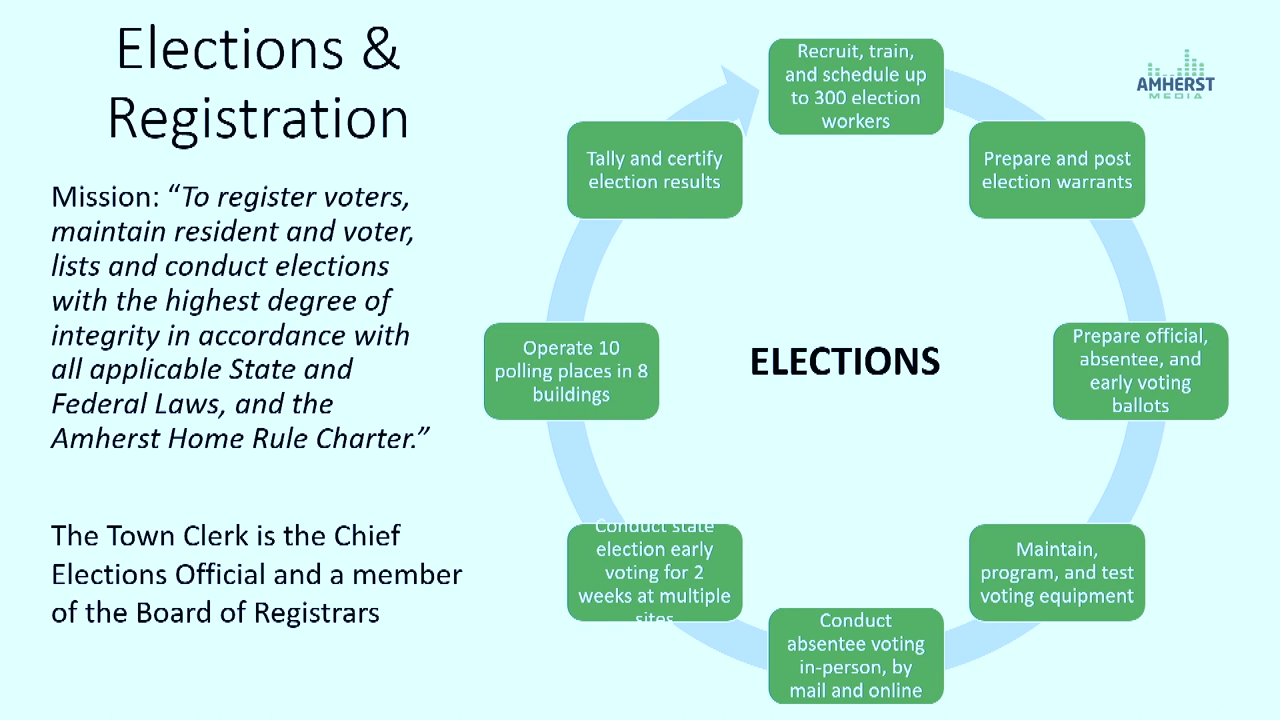 Elections &
Registration
Mission: “To register voters,
maintain resident and voter,
lists and conduct elections
with the highest degree of
integrity in accordance with
all applicable State and
Federal Laws, and the
Amherst Home Rule Charter.”
The Town Clerk is the Chief
Elections Official and a member
of the Board of Registrars
ELECTIONS
Recruit, train,
and schedule up
to 300 election
workers
Prepare and post
election warrants
Prepare official,
absentee, and
early voting
ballots
Maintain,
program, and test
voting equipment
Conduct
absentee voting
in-person, by
mail and online
Conduct state
election early
voting for 2
weeks at multiple
sites
Operate 10
polling places in 8
buildings
Tally and certify
election results
AMHERST
MEDIA